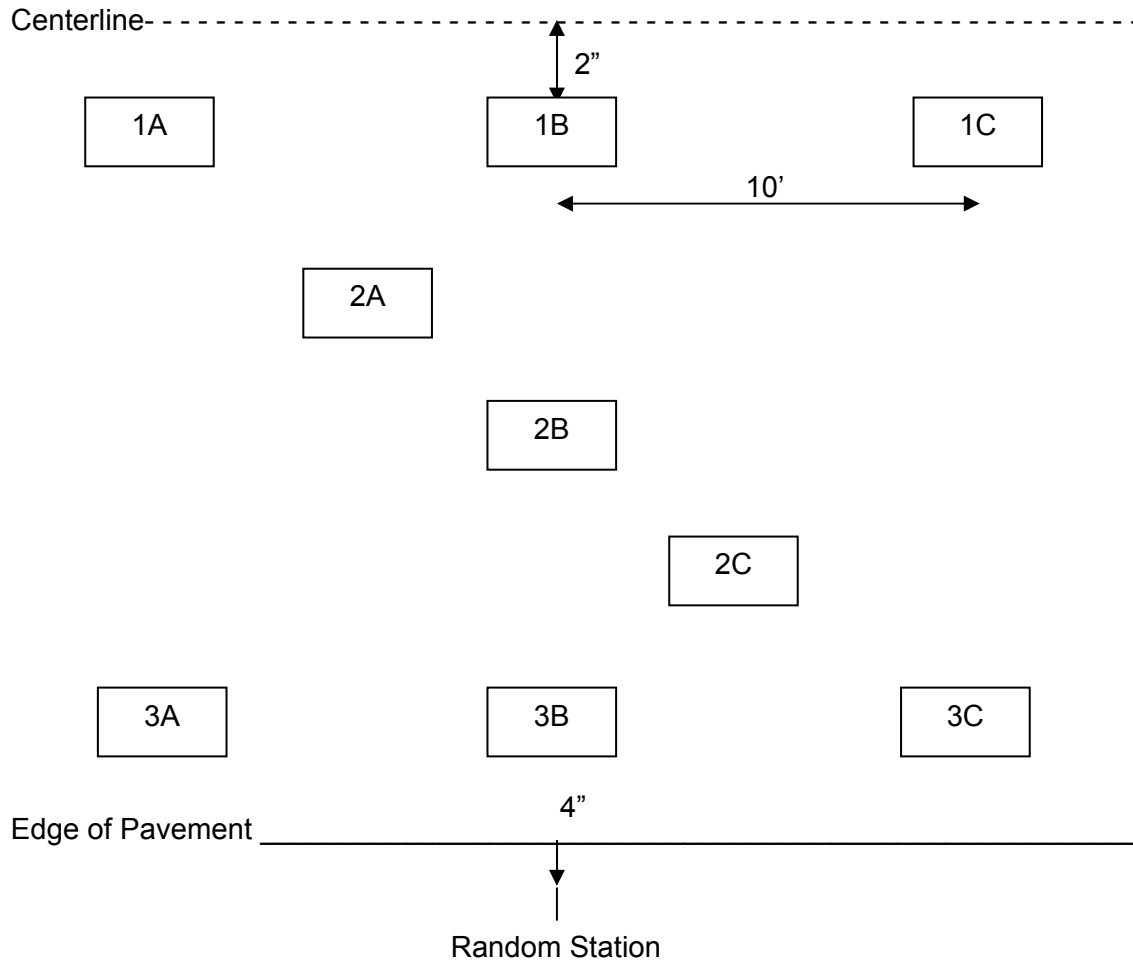 Centerline
2”
1A 1B 1C
10’
2A
2B
2C
3A 3B 3C
4”
Edge of Pavement
Random Station